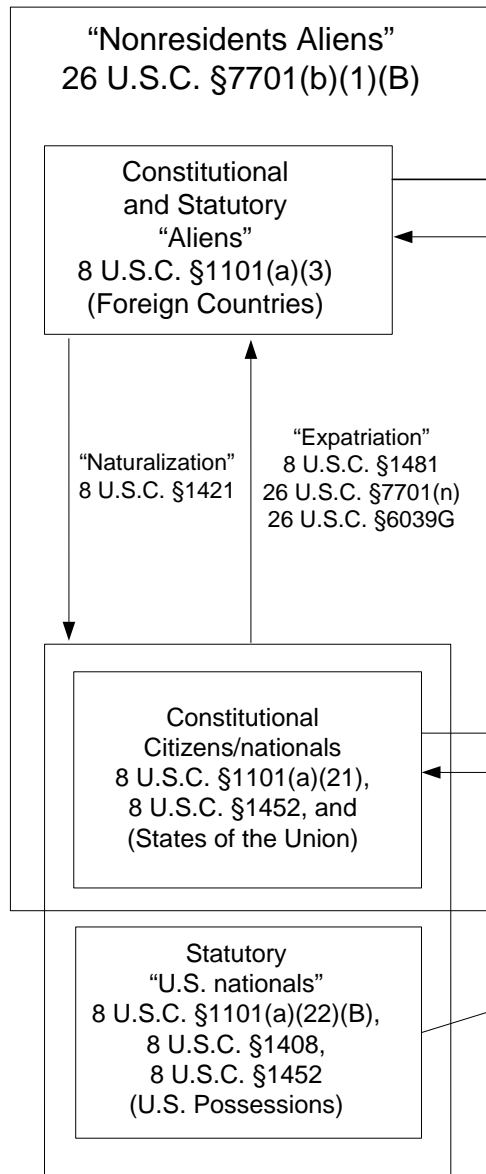 “Nonresidents Aliens”
26 U.S.C. §7701(b)(1)(B)
Constitutional
and Statutory
“Aliens”
8 U.S.C. §1101(a)(3)
(Foreign Countries)
“Naturalization”
8 U.S.C. §1421
“Expatriation”
8 U.S.C. §1481
26 U.S.C. §7701(n)
26 U.S.C. §6039G
Constitutional
Citizens/nationals
8 U.S.C. §1101(a)(21),
8 U.S.C. §1452, and
(States of the Union)
Statutory
“U.S. nationals”
8 U.S.C. §1101(a)(22)(B),
8 U.S.C. §1408,
8 U.S.C. §1452
(U.S. Possessions)